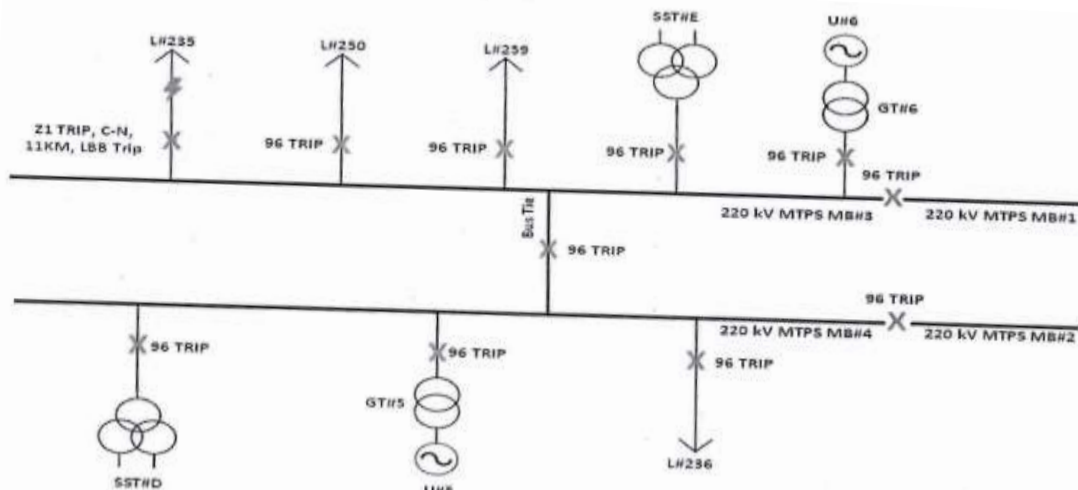 L#235
L#250
L#259
SST#E
U#6
GT#6
Z1 TRIP, C-N,
11KM, LBB Trip
96 TRIP
96 TRIP
96 TRIP
96 TRIP
96 TRIP
220 kV MTPS MB#3
220 kV MTPS MB#1
Bus Tie
96 TRIP
96 TRIP
220 kV MTPS MB#4
220 kV MTPS MB#2
96 TRIP
96 TRIP
96 TRIP
GT#5
L#236
SST#D
U#5